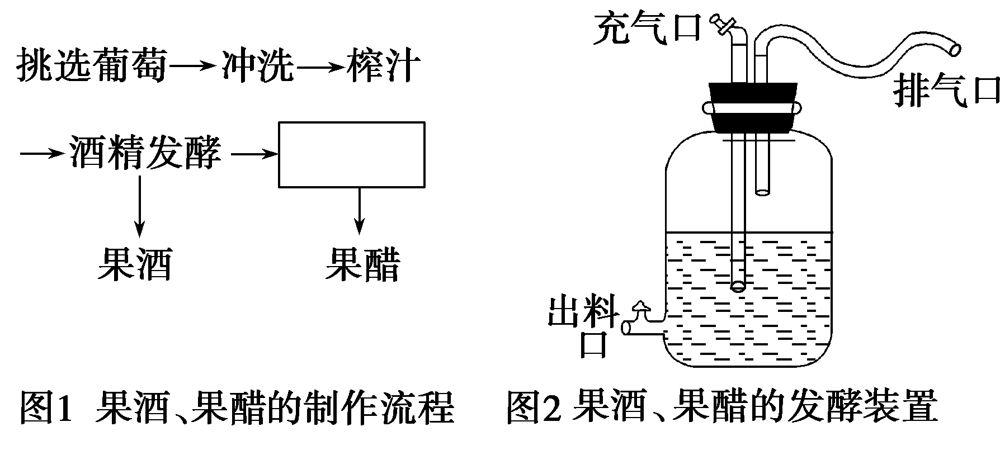 挑选葡萄→冲洗→榨汁
→酒精发酵→
果酒
果醋
图1 果酒、果醋的制作流程
充气口
排气口
出料
口
图2 果酒、果醋的发酵装置